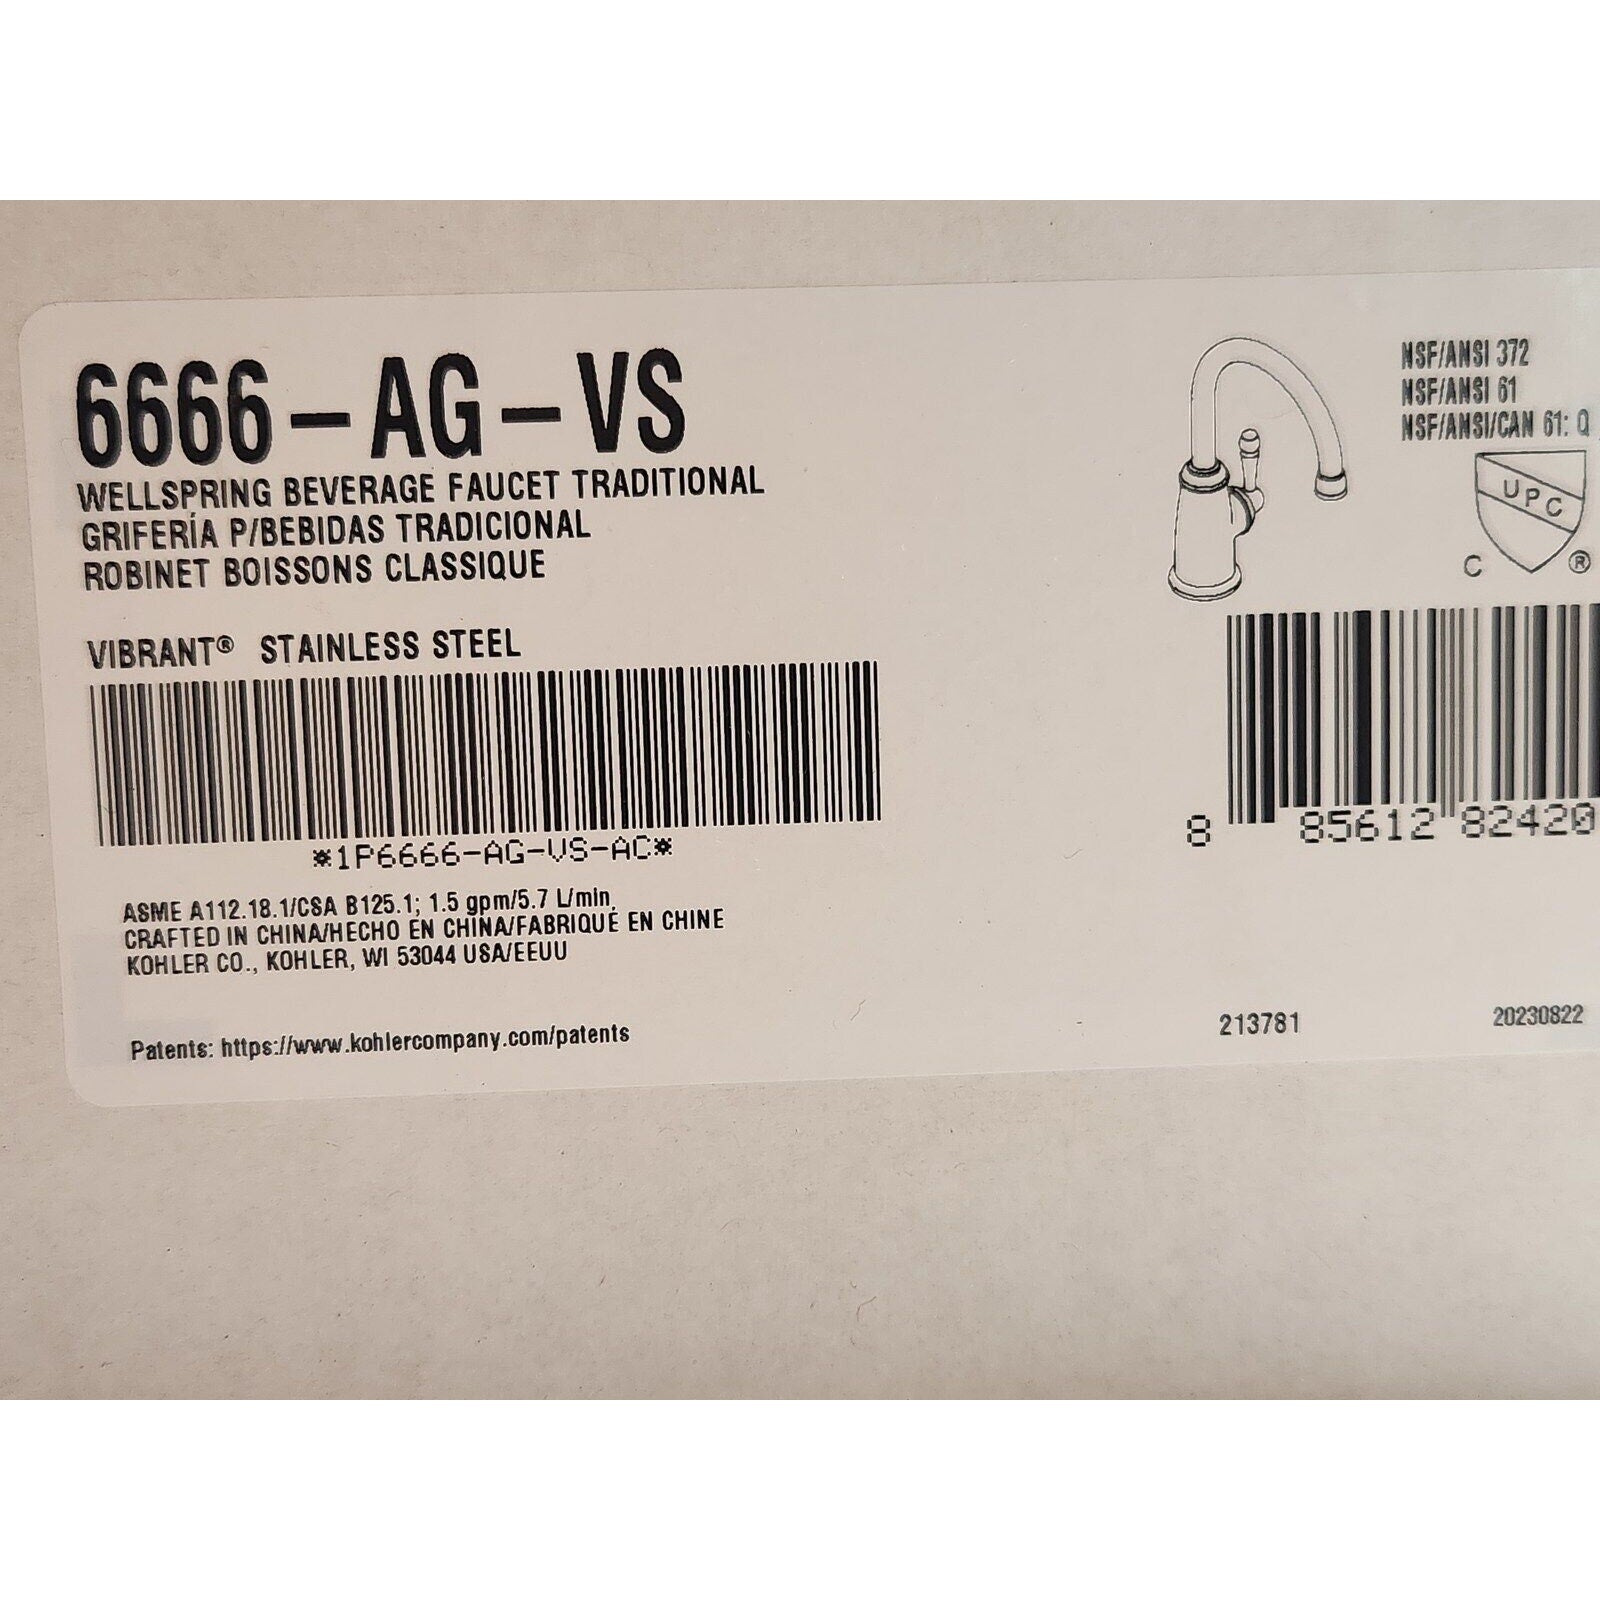 6666-AG-VS
WELLSPRING BEVERAGE FAUCET TRADITIONAL
GRIFERÍA P/BEBIDAS TRADICIONAL
ROBINET BOISSONS CLASSIQUE
VIBRANT® STAINLESS STEEL
*1P6666-AG-VS-AC*
ASME A112.18.1/CSA B125.1; 1.5 gpm/5.7 L/min,
CRAFTED IN CHINA/HECHO EN CHINA/FABRIQUÉ EN CHINE
KOHLER CO., KOHLER, WI 53044 USA/EEUU
Patents: https://www.kohlercompany.com/patents
NSF/ANSI 372
NSF/ANSI 61
NSF/ANSI/CAN 61: Q
UPC
C ®
8 85612 82420
213781
20230822